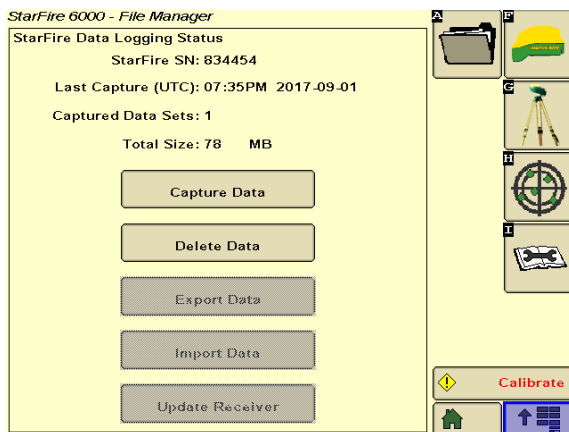 StarFire 6000 - File Manager
StarFire Data Logging Status
StarFire SN: 834454
Last Capture (UTC): 07:35PM 2017-09-01
Captured Data Sets: 1
Total Size: 78 MB
Capture Data
Delete Data
Export Data
Import Data
Update Receiver
A
F
G
H
I
Calibrate